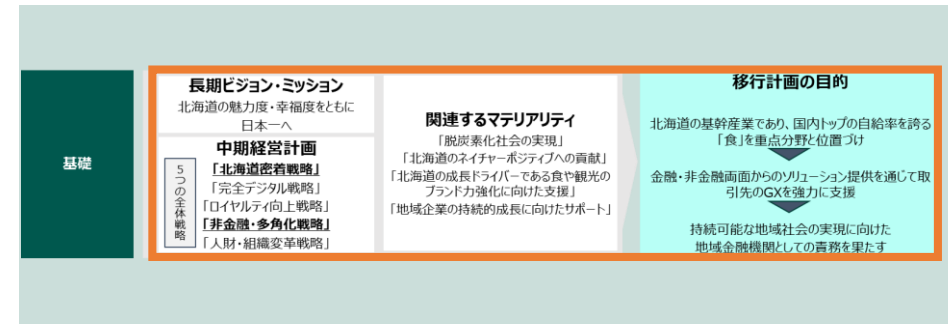 基礎
長期ビジョン・ミッション
北海道の魅力度・幸福度をともに
日本一へ
中期経営計画
5つの全体戦略
「北海道密着戦略」
「完全デジタル戦略」
「ロイヤルティ向上戦略」
「非金融・多角化戦略」
「人財・組織変革戦略」
関連するマテリアリティ
「脱炭素化社会の実現」
「北海道のネイチャーポジティブへの貢献」
「北海道の成長ドライバーである食や観光の
ブランド力強化に向けた支援」
「地域企業の持続的成長に向けたサポート」
移行計画の目的
北海道の基幹産業であり、国内トップの自給率を誇る
「食」を重点分野と位置づけ
金融・非金融両面からのソリューション提供を通じて取
引先のGXを強力に支援
持続可能な地域社会の実現に向けた
地域金融機関としての責務を果たす